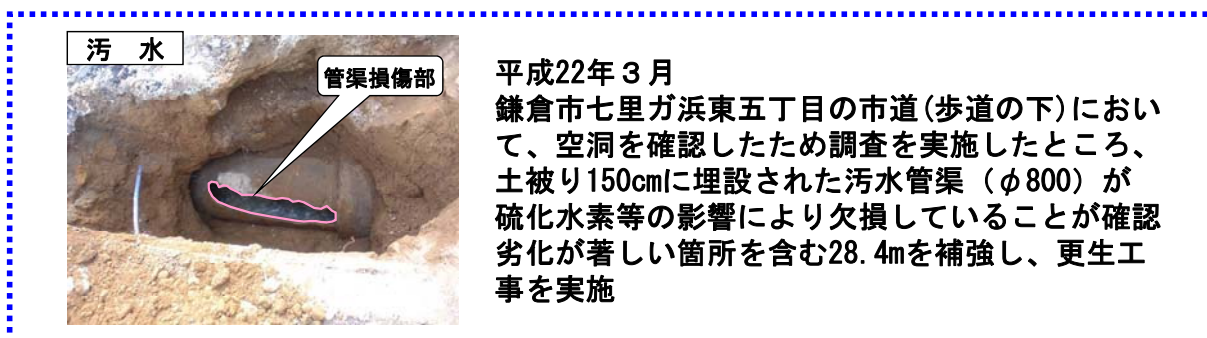 汚　水
管渠損傷部
平成22年３月
鎌倉市七里ガ浜東五丁目の市道(歩道の下)におい
て、空洞を確認したため調査を実施したところ、
土被り150cmに埋設された汚水管渠（φ800）が
硫化水素等の影響により欠損していることが確認
劣化が著しい箇所を含む28.4mを補強し、更生工
事を実施